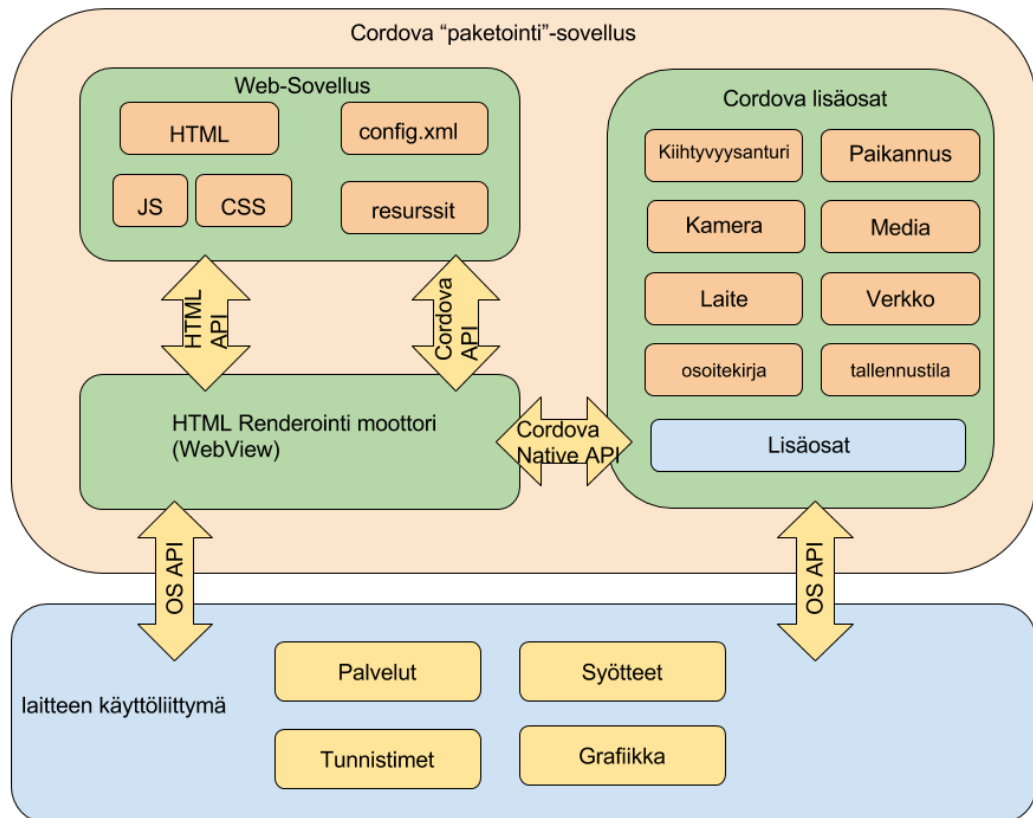 Cordova “paketointi”-sovellus
Web-Sovellus
HTML
config.xml
JS
CSS
resurssit
Cordova lisäosat
Kiihtyvyysanturi
Paikannus
Kamera
Media
Laite
Verkko
osoitekirja
tallennustila
Lisäosat
HTML
API
Cordova
API
HTML Renderointi moottori
(WebView)
Cordova
Native API
OS API
OS API
laitteen käyttöliittymä
Palvelut
Syötteet
Tunnistimet
Grafiikka